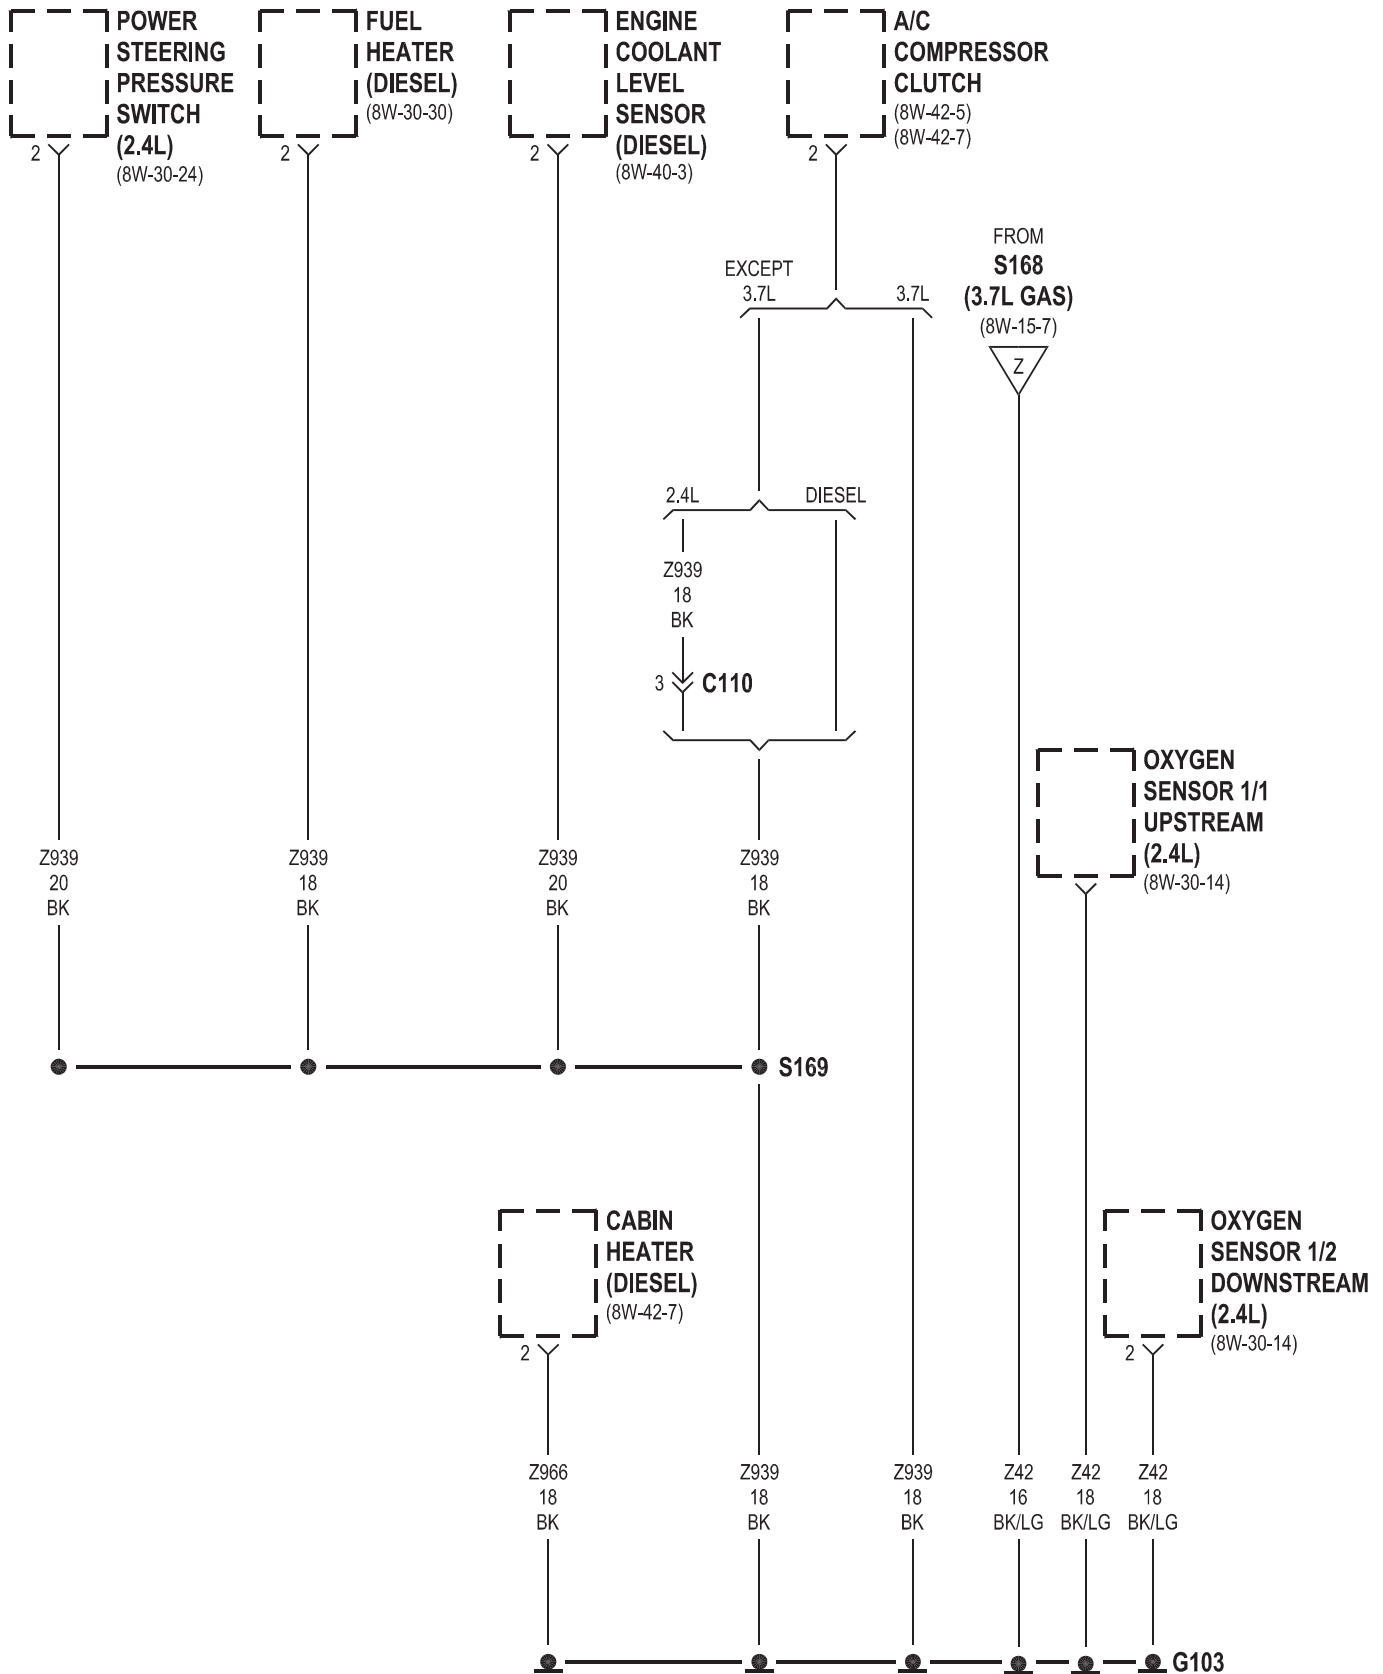 POWER
STEERING
PRESSURE
SWITCH
(2.4L)
(8W-30-24)
2
FUEL
HEATER
(DIESEL)
(8W-30-30)
2
ENGINE
COOLANT
LEVEL
SENSOR
(DIESEL)
(8W-40-3)
2
A/C
COMPRESSOR
CLUTCH
(8W-42-5)
(8W-42-7)
2
FROM
S168
(3.7L GAS)
(8W-15-7)
Z
EXCEPT
3.7L
3.7L
2.4L
DIESEL
Z939
18
BK
3
C110
OXYGEN
SENSOR 1/1
UPSTREAM
(2.4L)
(8W-30-14)
Z939
20
BK
Z939
18
BK
Z939
20
BK
Z939
18
BK
S169
CABIN
HEATER
(DIESEL)
(8W-42-7)
2
OXYGEN
SENSOR 1/2
DOWNSTREAM
(2.4L)
(8W-30-14)
2
Z966
18
BK
Z939
18
BK
Z939
18
BK
Z42
16
BK/LG
Z42
18
BK/LG
Z42
18
BK/LG
G103